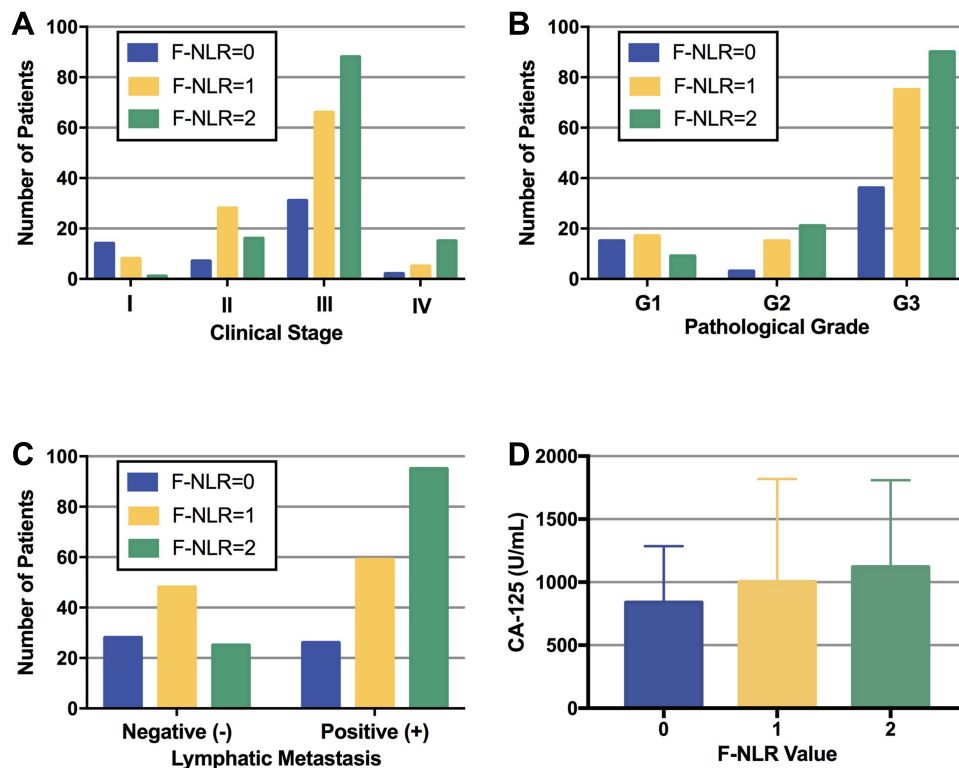 A
Number of Patients
100
80
60
40
20
0
F-NLR=0
F-NLR=1
F-NLR=2
I II III IV
Clinical Stage
B
Number of Patients
100
80
60
40
20
0
F-NLR=0
F-NLR=1
F-NLR=2
G1 G2 G3
Pathological Grade
C
Number of Patients
100
80
60
40
20
0
F-NLR=0
F-NLR=1
F-NLR=2
Negative (-) Positive (+)
Lymphatic Metastasis
D
CA-125 (U/mL)
2000
1500
1000
500
0
0 1 2
F-NLR Value